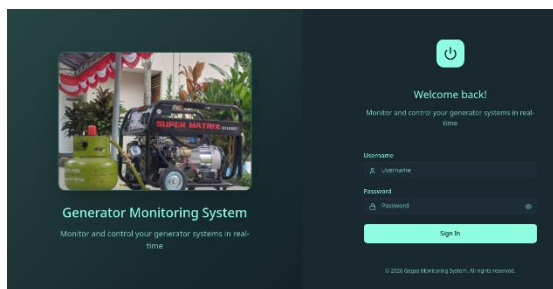 SUPER MATRIX
Generator Monitoring System
Monitor and control your generator systems in real-
time
Welcome back!
Monitor and control your generator systems in real-
time
Username
Username
Password
Password
Sign In
Gegas Monitoring System. All rights reserved.